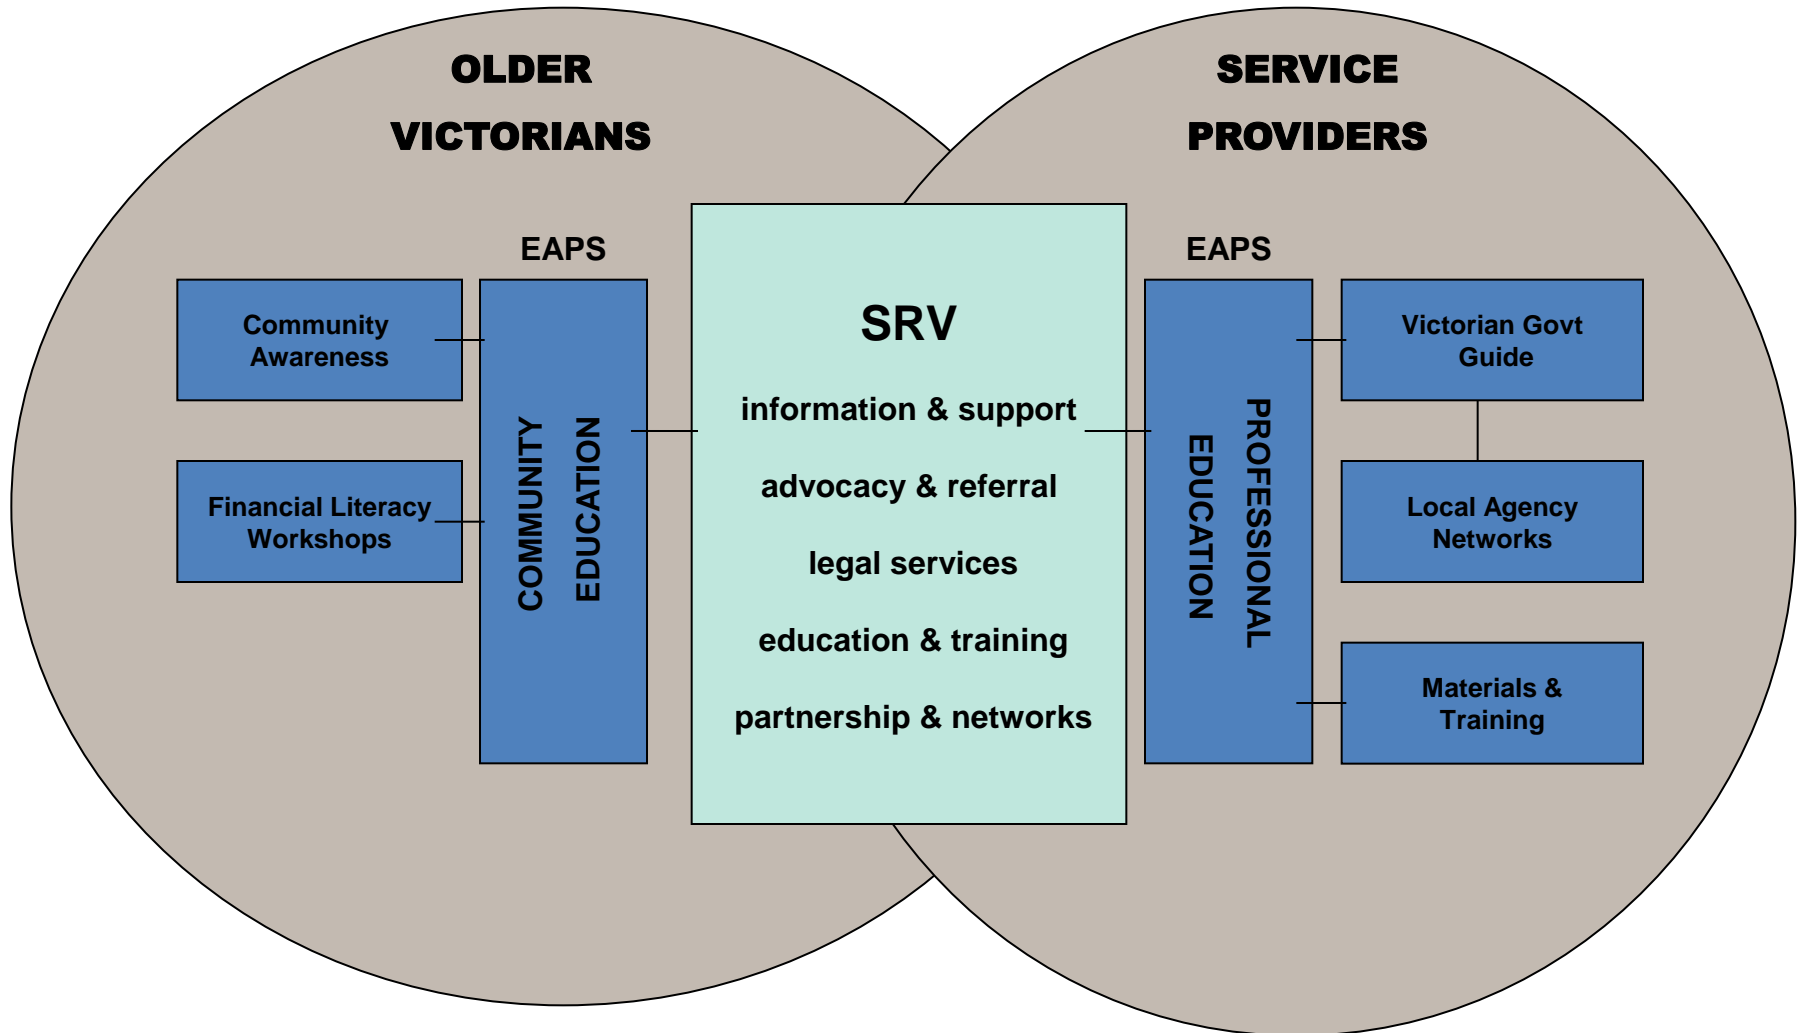 OLDER
VICTORIANS
SERVICE
PROVIDERS
EAPS
Community
Awareness
Financial Literacy
Workshops
COMMUNITY
EDUCATION
SRV
information & support
advocacy & referral
legal services
education & training
partnership & networks
EAPS
PROFESSIONAL
EDUCATION
Victorian Govt
Guide
Local Agency
Networks
Materials &
Training